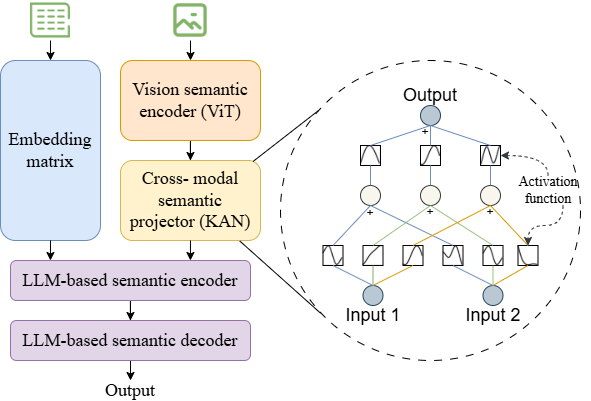 Embedding
matrix
Vision semantic
encoder (ViT)
Cross- modal
semantic
projector (KAN)
LLM-based semantic encoder
LLM-based semantic decoder
Output
Output
+
Activation
function
+
+
+
Input 1
Input 2